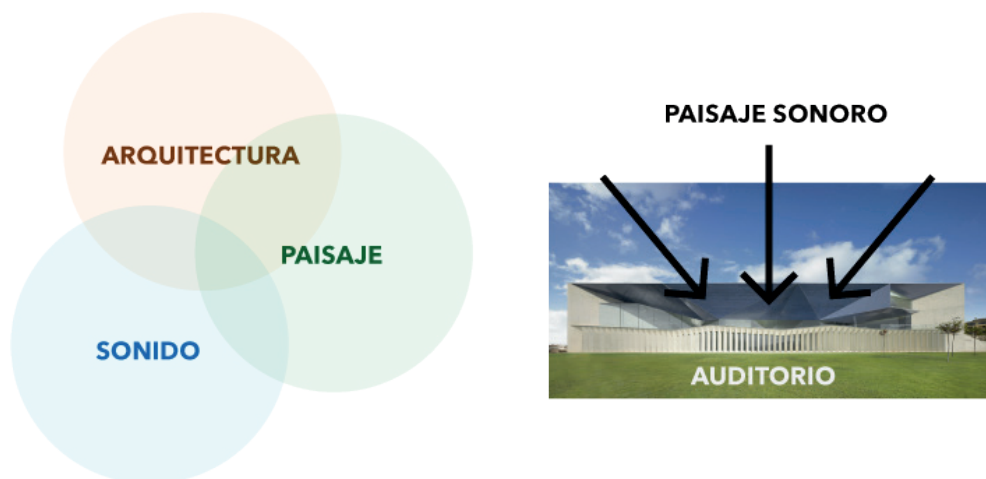 ARQUITECTURA
PAISAJE
SONIDO
PAISAJE SONORO
AUDITORIO